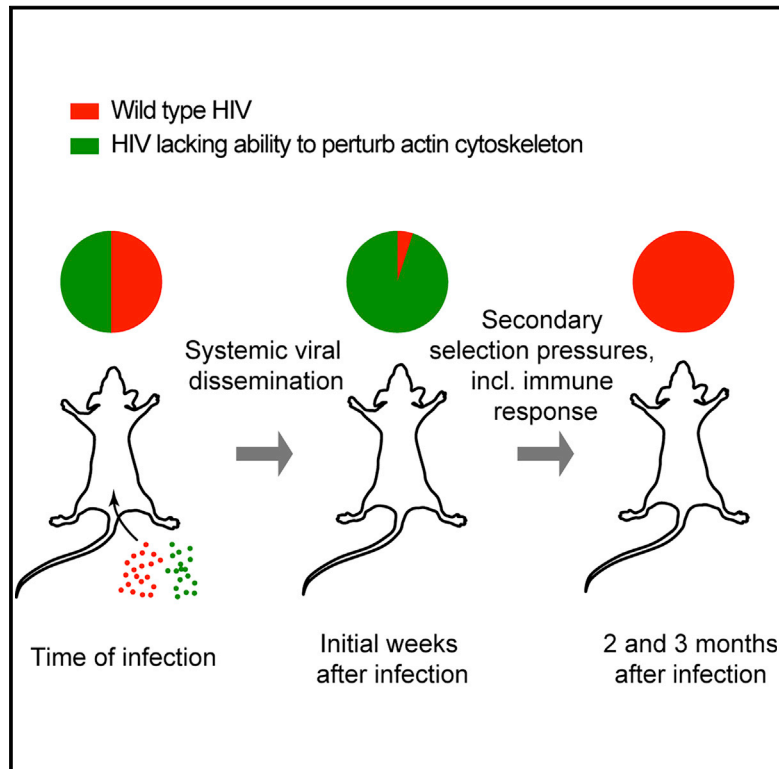 Wild type HIV
HIV lacking ability to perturb actin cytoskeleton
Systemic viral
dissemination
Secondary
selection pressures,
incl. immune
response
Time of infection
Initial weeks
after infection
2 and 3 months
after infection